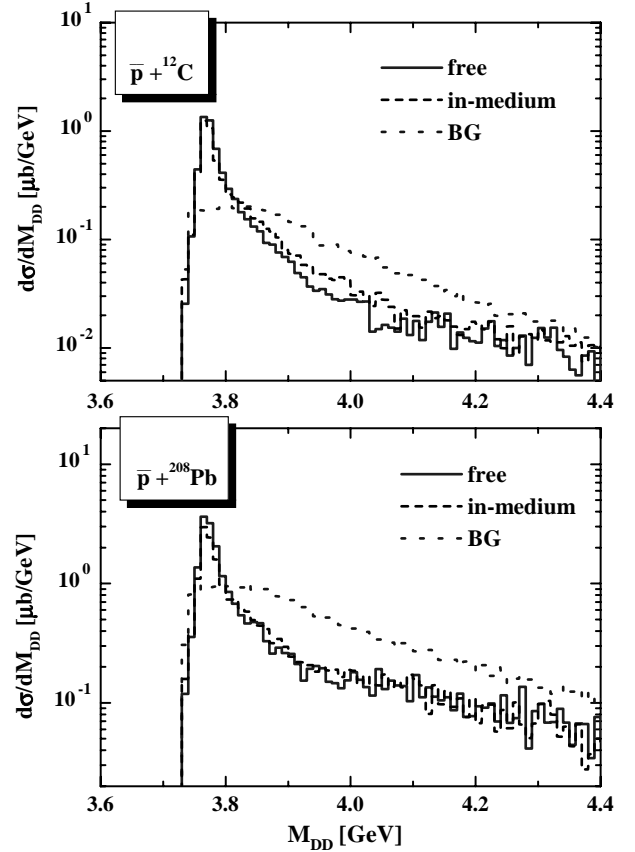 10¹
p̄ + ¹²C
free
in-medium
BG
10⁰
10⁻¹
10⁻²
dσ/dM_DD [μb/GeV]
3.6 3.8 4.0 4.2 4.4
p̄ + ²⁰⁸Pb
free
in-medium
BG
10¹
10⁰
10⁻¹
dσ/dM_DD [μb/GeV]
3.6 3.8 4.0 4.2 4.4
M_DD [GeV]